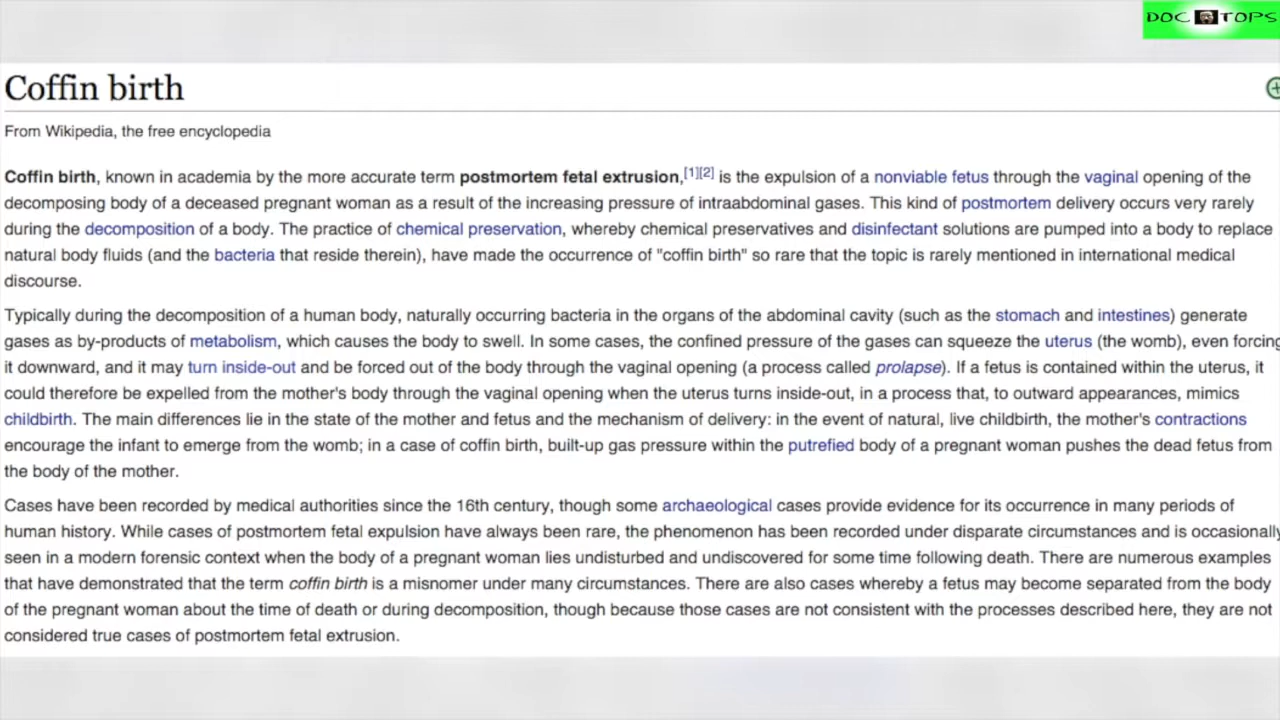 DOC TOPS
Coffin birth
From Wikipedia, the free encyclopedia
Coffin birth, known in academia by the more accurate term postmortem fetal extrusion,[1][2] is the expulsion of a nonviable fetus through the vaginal opening of the
decomposing body of a deceased pregnant woman as a result of the increasing pressure of intraabdominal gases. This kind of postmortem delivery occurs very rarely
during the decomposition of a body. The practice of chemical preservation, whereby chemical preservatives and disinfectant solutions are pumped into a body to replace
natural body fluids (and the bacteria that reside therein), have made the occurrence of "coffin birth" so rare that the topic is rarely mentioned in international medical
discourse.
Typically during the decomposition of a human body, naturally occurring bacteria in the organs of the abdominal cavity (such as the stomach and intestines) generate
gases as by-products of metabolism, which causes the body to swell. In some cases, the confined pressure of the gases can squeeze the uterus (the womb), even forcing
it downward, and it may turn inside-out and be forced out of the body through the vaginal opening (a process called prolapse). If a fetus is contained within the uterus, it
could therefore be expelled from the mother's body through the vaginal opening when the uterus turns inside-out, in a process that, to outward appearances, mimics
childbirth. The main differences lie in the state of the mother and fetus and the mechanism of delivery: in the event of natural, live childbirth, the mother's contractions
encourage the infant to emerge from the womb; in a case of coffin birth, built-up gas pressure within the putrefied body of a pregnant woman pushes the dead fetus from
the body of the mother.
Cases have been recorded by medical authorities since the 16th century, though some archaeological cases provide evidence for its occurrence in many periods of
human history. While cases of postmortem fetal expulsion have always been rare, the phenomenon has been recorded under disparate circumstances and is occasionally
seen in a modern forensic context when the body of a pregnant woman lies undisturbed and undiscovered for some time following death. There are numerous examples
that have demonstrated that the term coffin birth is a misnomer under many circumstances. There are also cases whereby a fetus may become separated from the body
of the pregnant woman about the time of death or during decomposition, though because those cases are not consistent with the processes described here, they are not
considered true cases of postmortem fetal extrusion.